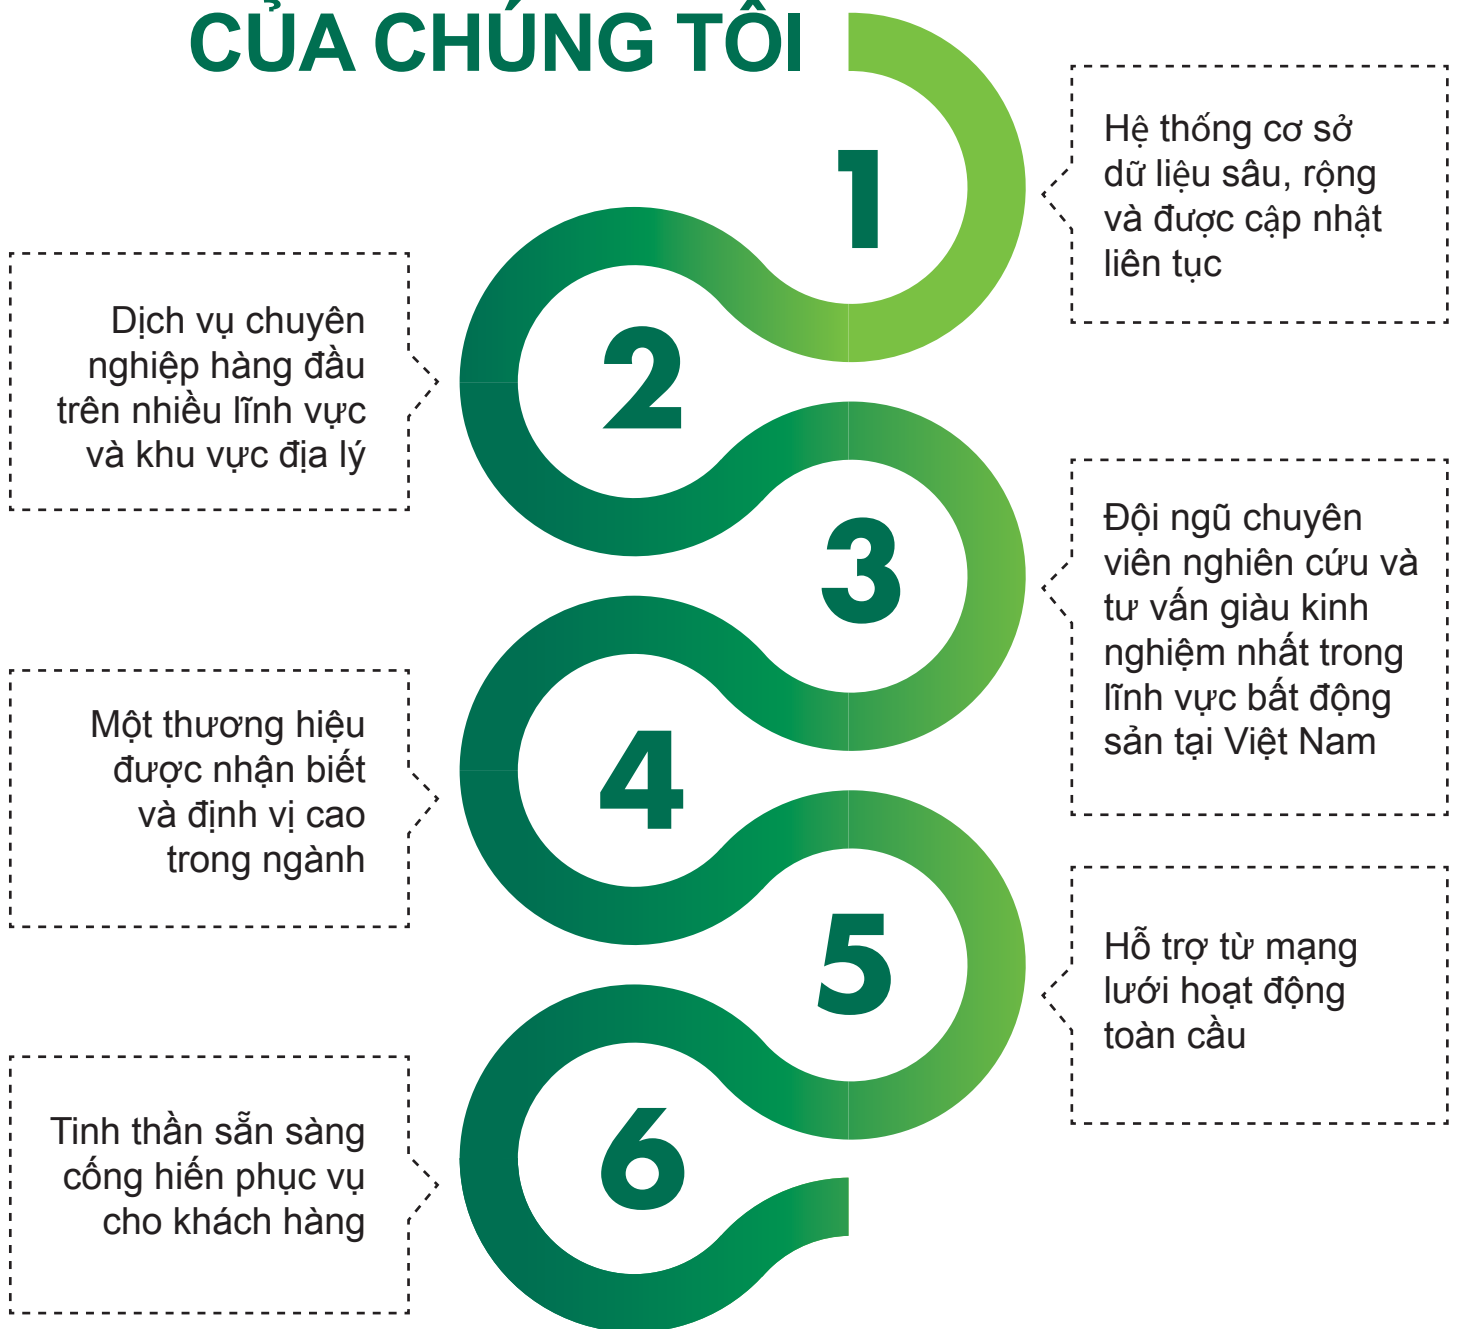 CỦA CHÚNG TÔI
1
Hệ thống cơ sở
dữ liệu sâu, rộng
và được cập nhật
liên tục
2
Dịch vụ chuyên
nghiệp hàng đầu
trên nhiều lĩnh vực
và khu vực địa lý
3
Đội ngũ chuyên
viên nghiên cứu và
tư vấn giàu kinh
nghiệm nhất trong
lĩnh vực bất động
sản tại Việt Nam
4
Một thương hiệu
được nhận biết
và định vị cao
trong ngành
5
Hỗ trợ từ mạng
lưới hoạt động
toàn cầu
6
Tinh thần sẵn sàng
cống hiến phục vụ
cho khách hàng